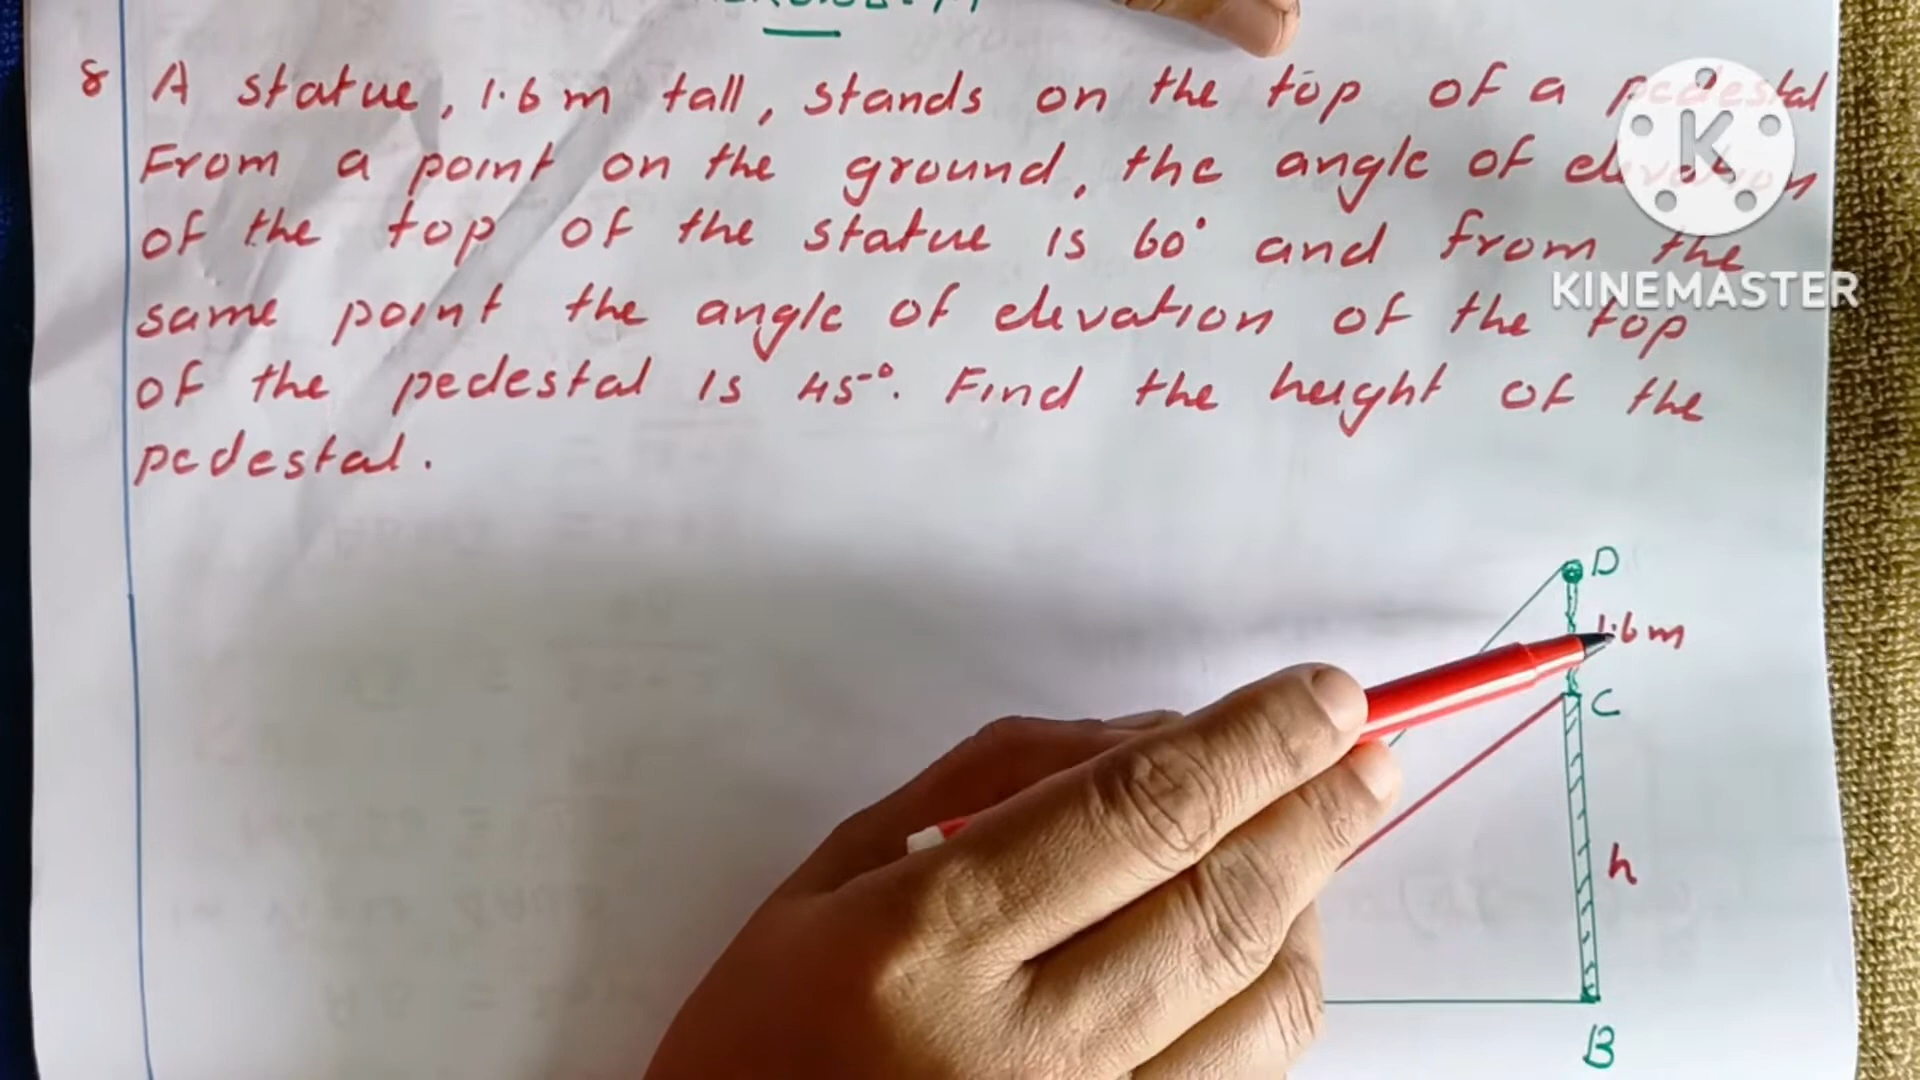 8 A statue, 1.6 m tall, stands on the top of a pedestal
From a point on the ground, the angle of elevation
of the top of the statue is 60° and from the
same point the angle of elevation of the top
of the pedestal is 45°. Find the height of the
pedestal.
K
KINEMASTER
D
1.6 m
C
h
B